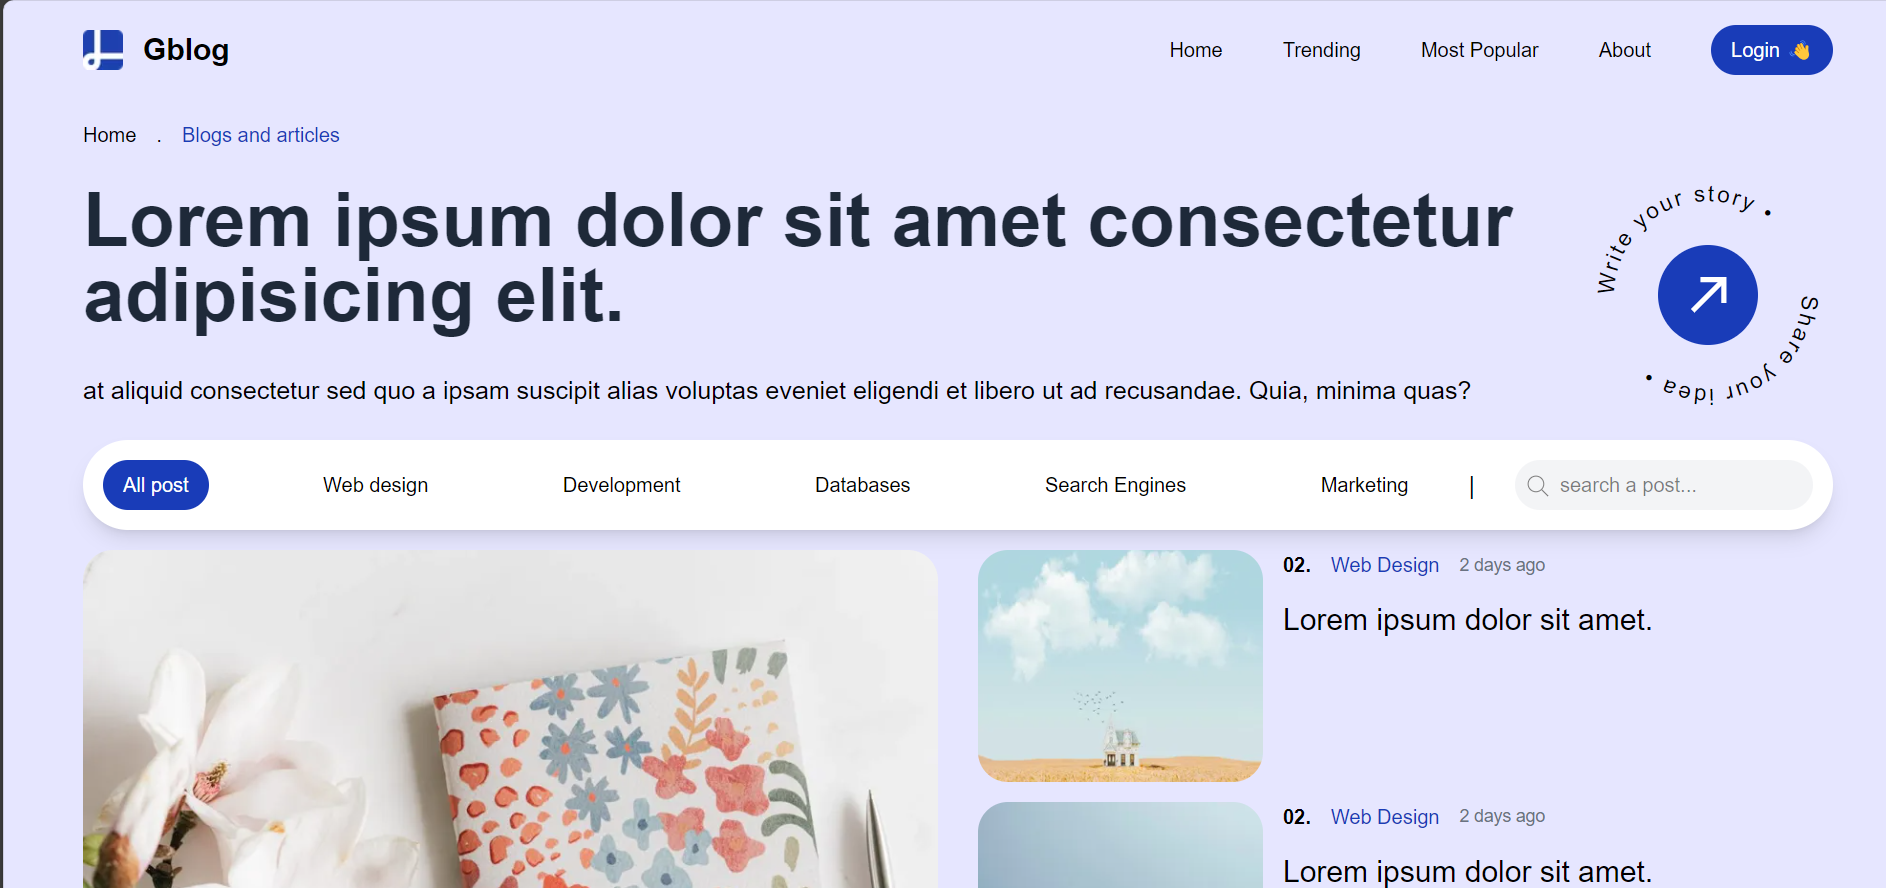 Gblog
Home Trending Most Popular About Login 👋
Home . Blogs and articles
Lorem ipsum dolor sit amet consectetur
adipisicing elit.
Write your story •
Share your idea •
at aliquid consectetur sed quo a ipsam suscipit alias voluptas eveniet eligendi et libero ut ad recusandae. Quia, minima quas?
All post Web design Development Databases Search Engines Marketing | search a post...
02. Web Design 2 days ago
Lorem ipsum dolor sit amet.
02. Web Design 2 days ago
Lorem ipsum dolor sit amet.